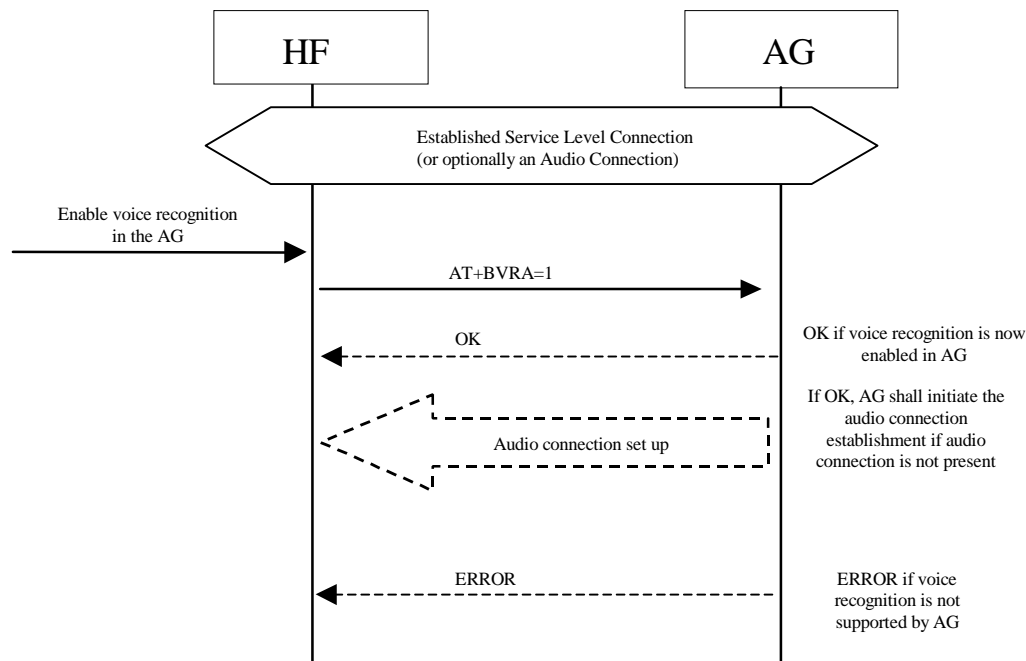 HF
AG
Established Service Level Connection
(or optionally an Audio Connection)
Enable voice recognition
in the AG
AT+BVRA=1
OK
OK if voice recognition is now
enabled in AG
If OK, AG shall initiate the
audio connection
establishment if audio
connection is not present
Audio connection set up
ERROR
ERROR if voice
recognition is not
supported by AG